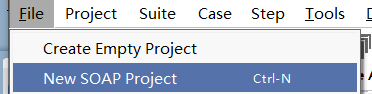 File Project Suite Case Step Tools D
Create Empty Project
New SOAP Project Ctrl-N